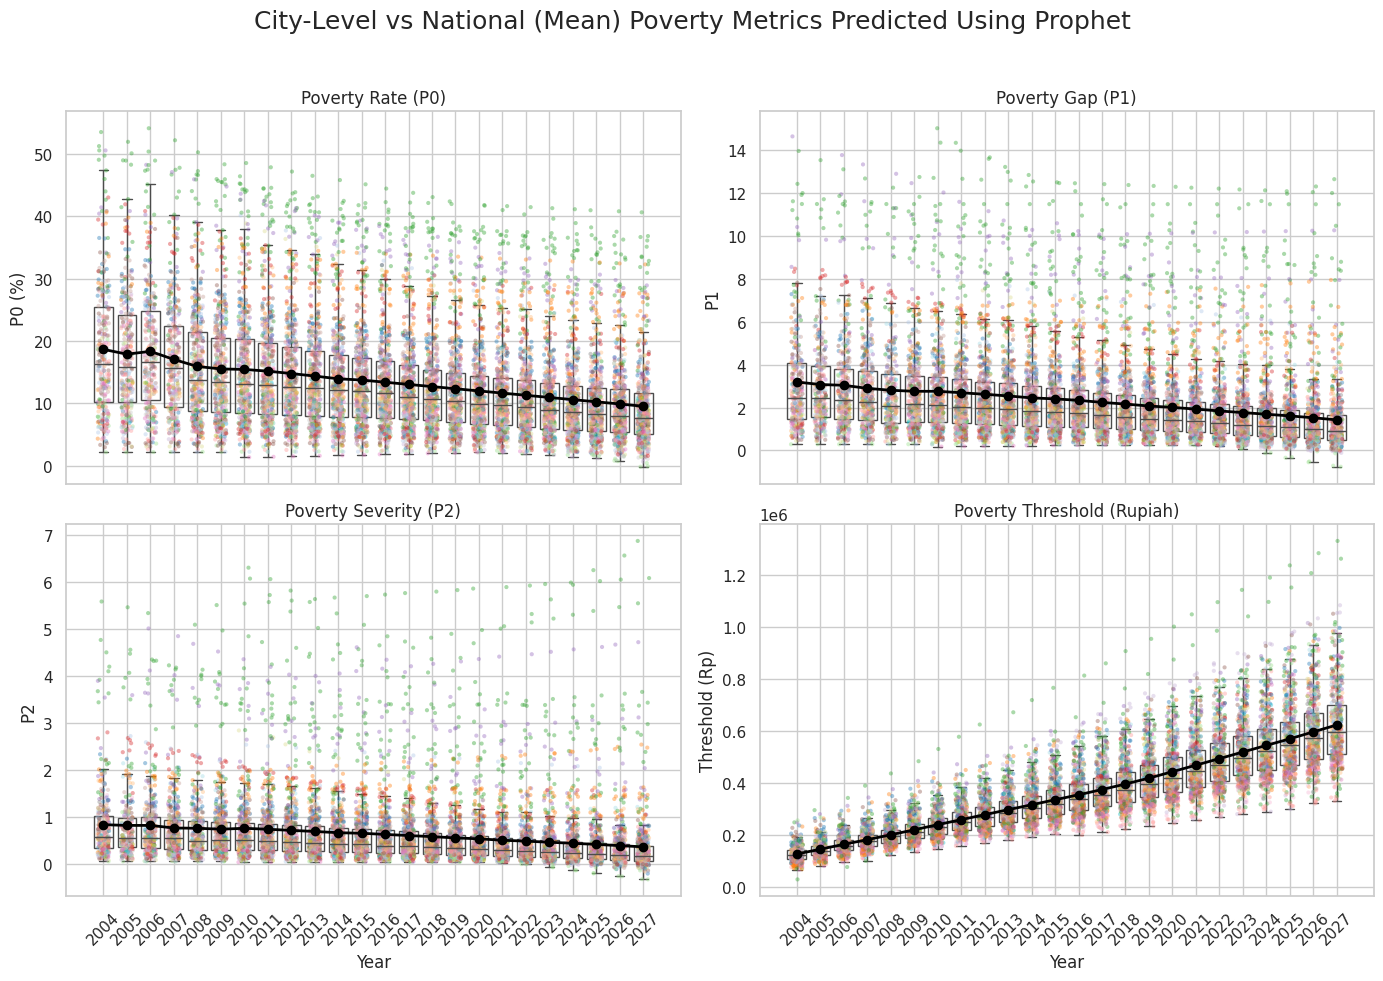 City-Level vs National (Mean) Poverty Metrics Predicted Using Prophet
Poverty Rate (P0)
P0 (%)
50
40
30
20
10
0
Poverty Gap (P1)
P1
14
12
10
8
6
4
2
0
Poverty Severity (P2)
P2
7
6
5
4
3
2
1
0
2004 2005 2006 2007 2008 2009 2010 2011 2012 2013 2014 2015 2016 2017 2018 2019 2020 2021 2022 2023 2024 2025 2026 2027
Year
Poverty Threshold (Rupiah)
1e6
Threshold (Rp)
1.2
1.0
0.8
0.6
0.4
0.2
0.0
2004 2005 2006 2007 2008 2009 2010 2011 2012 2013 2014 2015 2016 2017 2018 2019 2020 2021 2022 2023 2024 2025 2026 2027
Year